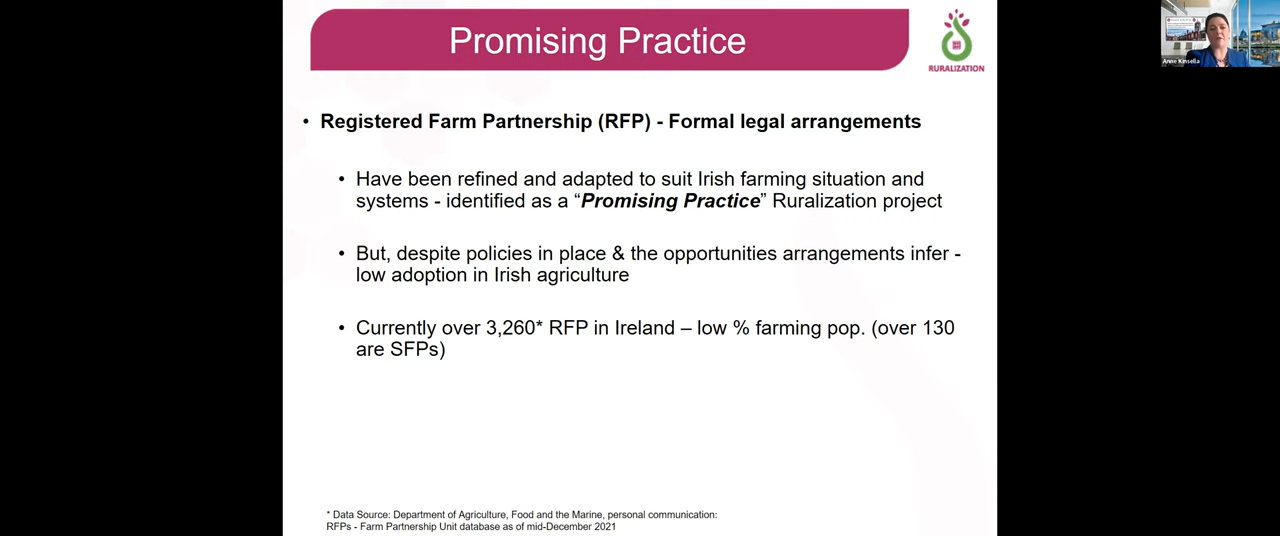 Promising Practice
RURALIZATION
Anne Kinsella
• Registered Farm Partnership (RFP) - Formal legal arrangements
• Have been refined and adapted to suit Irish farming situation and
systems - identified as a “Promising Practice” Ruralization project
• But, despite policies in place & the opportunities arrangements infer -
low adoption in Irish agriculture
• Currently over 3,260* RFP in Ireland – low % farming pop. (over 130
are SFPs)
* Data Source: Department of Agriculture, Food and the Marine, personal communication:
RFPs - Farm Partnership Unit database as of mid-December 2021